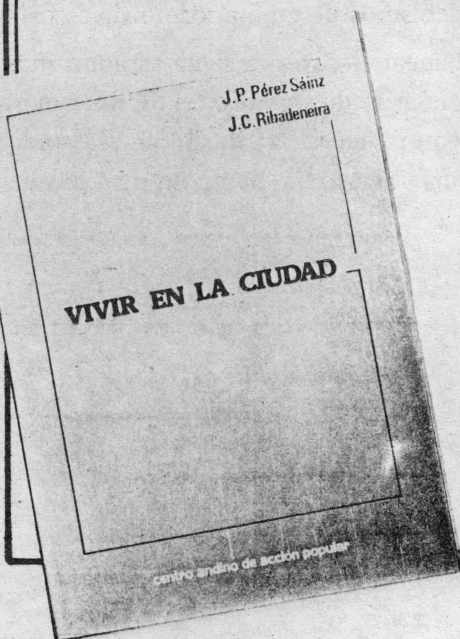 J.P. Pérez Sáinz
J.C. Ribadeneira
VIVIR EN LA CIUDAD
centro andino de acción popular